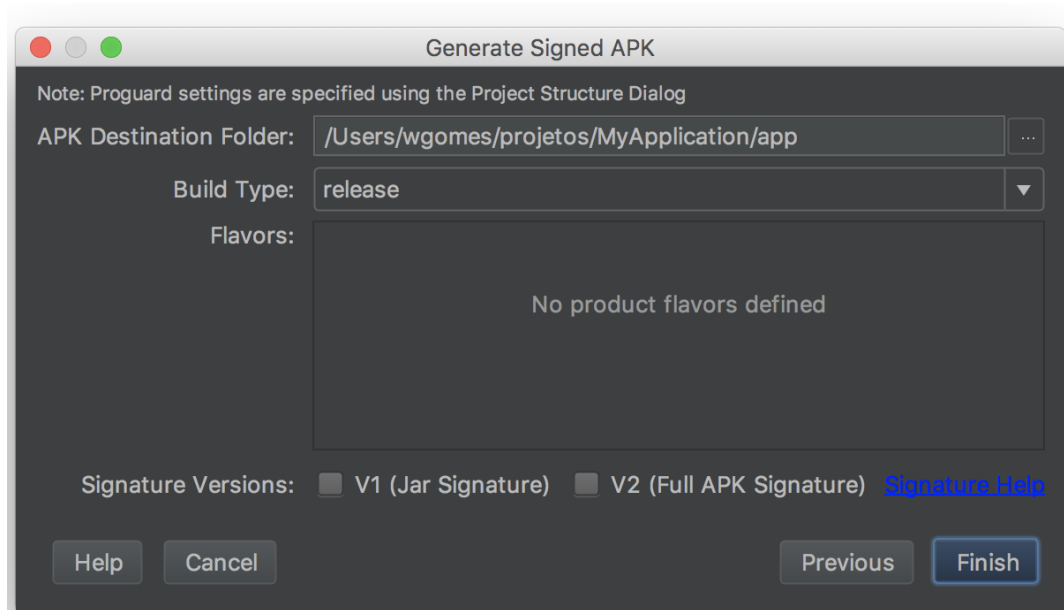 Generate Signed APK
Note: Proguard settings are specified using the Project Structure Dialog
APK Destination Folder: /Users/wgomes/projetos/MyApplication/app ...
Build Type: release
Flavors:
No product flavors defined
Signature Versions: V1 (Jar Signature) V2 (Full APK Signature) Signature Help
Help Cancel Previous Finish